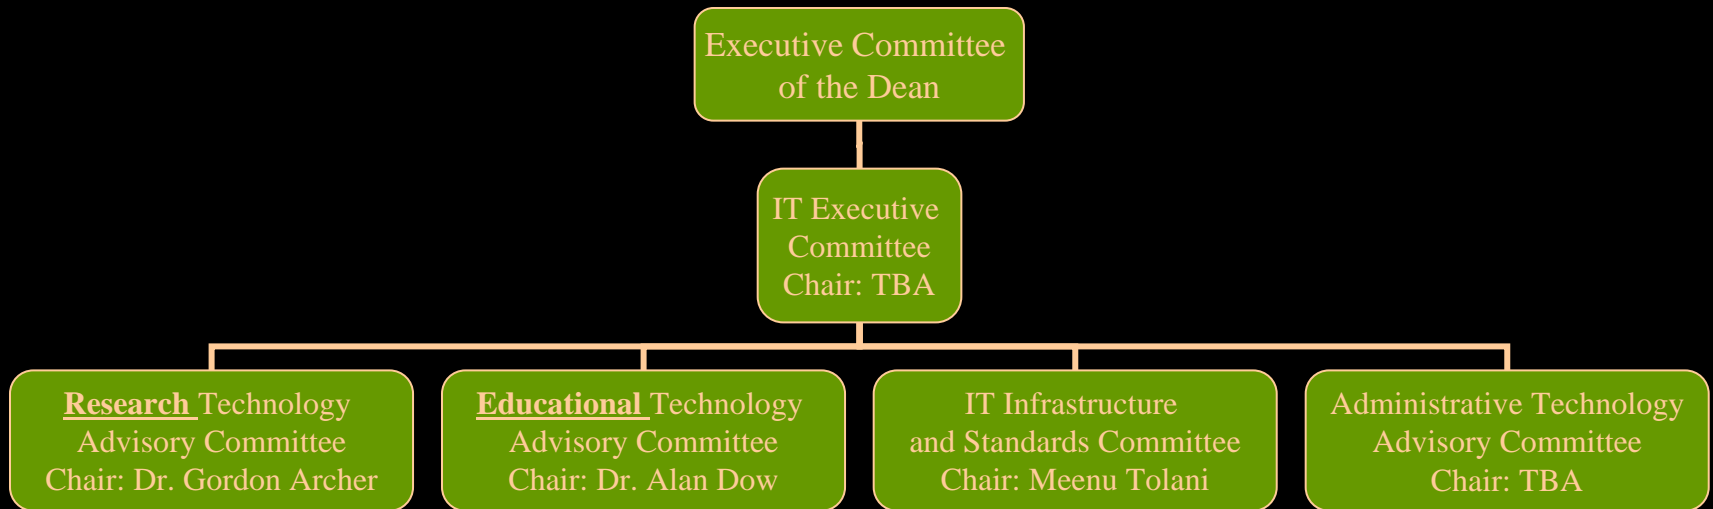 Executive Committee
of the Dean
IT Executive
Committee
Chair: TBA
Research Technology
Advisory Committee
Chair: Dr. Gordon Archer
Educational Technology
Advisory Committee
Chair: Dr. Alan Dow
IT Infrastructure
and Standards Committee
Chair: Meenu Tolani
Administrative Technology
Advisory Committee
Chair: TBA